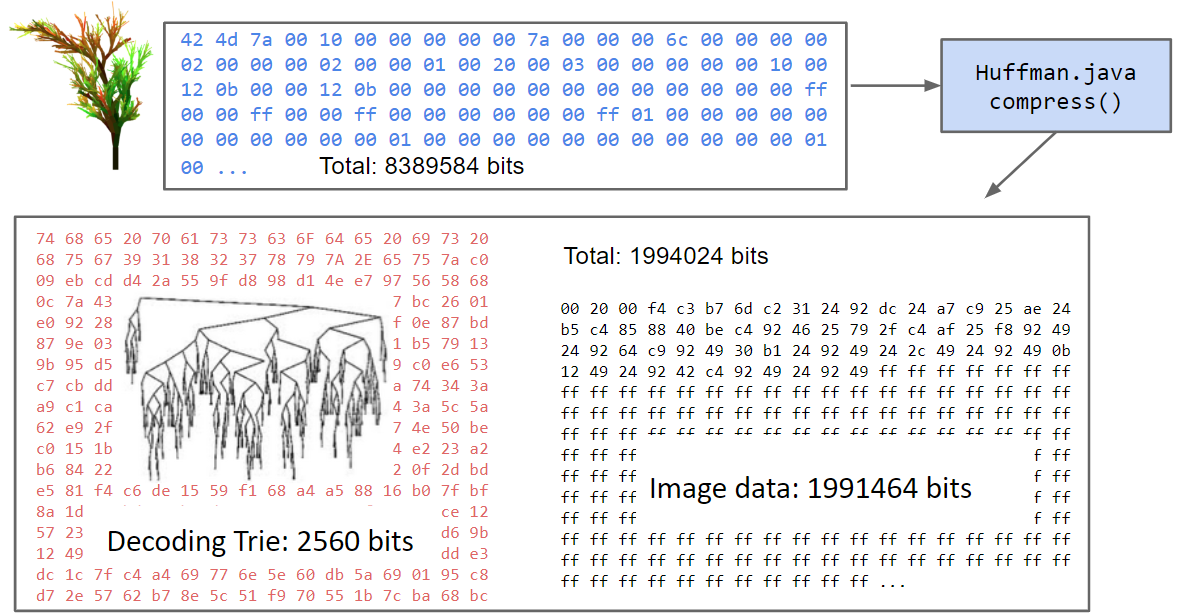 42 4d 7a 00 10 00 00 00 00 00 7a 00 00 00 6c 00 00 00 00
02 00 00 00 02 00 00 01 00 20 00 03 00 00 00 00 00 10 00
12 0b 00 00 12 0b 00 00 00 00 00 00 00 00 00 00 00 00 ff
00 00 ff 00 00 ff 00 00 00 00 00 00 ff 01 00 00 00 00 00
00 00 00 00 00 00 01 00 00 00 00 00 00 00 00 00 00 00 01
00 ...
Total: 8389584 bits
Huffman.java
compress()
74 68 65 20 70 61 73 73 63 6F 64 65 20 69 73 20
68 75 67 39 31 38 32 37 78 79 7A 2E 65 75 7a c0
09 eb cd d4 2a 55 9f d8 98 d1 4e e7 97 56 58 68
0c 7a 43 7 bc 26 01
e0 92 28 f 0e 87 bd
87 9e 03 1 b5 79 13
9b 95 d5 9 c0 e6 53
c7 cb dd a 74 34 3a
a9 c1 ca 4 3a 5c 5a
62 e9 2f 7 4e 50 be
c0 15 1b 4 e2 23 a2
b6 84 22 2 0f 2d bd
e5 81 f4 c6 de 15 59 f1 68 a4 a5 88 16 b0 7f bf
8a 1d ce 12
57 23 d6 9b
Decoding Trie: 2560 bits
12 49 dd e3
dc 1c 7f c4 a4 69 77 6e 5e 60 db 5a 69 01 95 c8
d7 2e 57 62 b7 8e 5c 51 f9 70 55 1b 7c ba 68 bc
Total: 1994024 bits
00 20 00 f4 c3 b7 6d c2 31 24 92 dc 24 a7 c9 25 ae 24
b5 c4 85 88 40 be c4 92 46 25 79 2f c4 af 25 f8 92 49
24 92 64 c9 92 49 30 b1 24 92 49 24 2c 49 24 92 49 0b
12 49 24 92 42 c4 92 49 24 92 49 ff ff ff ff ff ff ff
ff ff ff ff ff ff ff ff ff ff ff ff ff ff ff ff ff ff
ff ff ff ff ff ff ff ff ff ff ff ff ff ff ff ff ff ff
ff ff ff ff ff ff ff ff ff ff ff ff ff ff ff ff f ff
ff ff ff f ff
ff ff ff f ff
Image data: 1991464 bits
ff ff ff f ff
ff ff ff f ff
ff ff ff ff ff ff ff ff ff ff ff ff ff ff ff ff ff ff
ff ff ff ff ff ff ff ff ff ff ff ff ff ff ff ff ff ff
ff ff ff ff ff ff ff ff ff ff ff ...